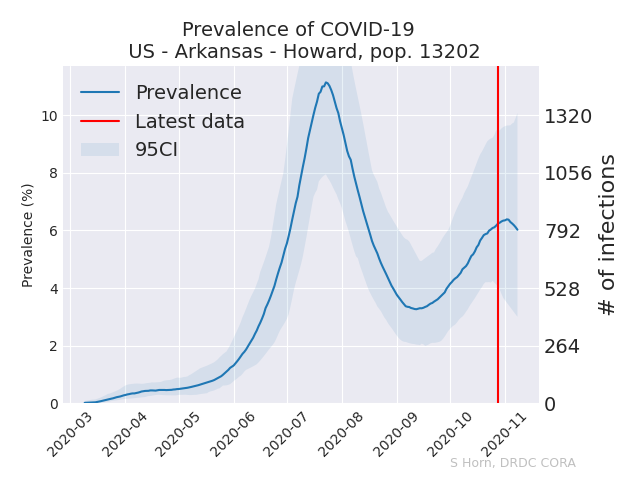 Prevalence of COVID-19
US - Arkansas - Howard, pop. 13202
Prevalence
Latest data
95CI
Prevalence (%)
10
8
6
4
2
0
1320
1056
792
528
264
0
# of infections
2020-03
2020-04
2020-05
2020-06
2020-07
2020-08
2020-09
2020-10
2020-11
S Horn, DRDC CORA